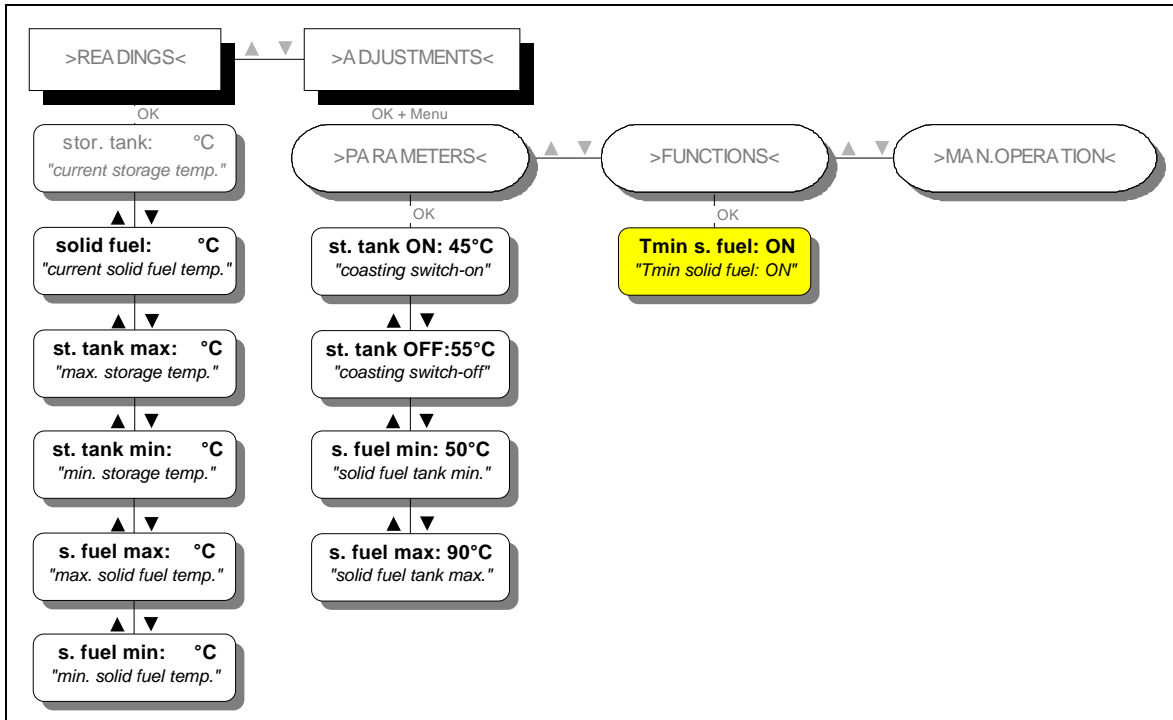 >READINGS<
▲ ▼
>ADJUSTMENTS<
OK
OK + Menu
stor. tank: °C
"current storage temp."
>PARAMETERS<
▲ ▼
>FUNCTIONS<
▲ ▼
>MAN.OPERATION<
▲ ▼
OK
OK
solid fuel: °C
"current solid fuel temp."
st. tank ON: 45°C
"coasting switch-on"
Tmin s. fuel: ON
"Tmin solid fuel: ON"
▲ ▼
▲ ▼
st. tank max: °C
"max. storage temp."
st. tank OFF:55°C
"coasting switch-off"
▲ ▼
▲ ▼
st. tank min: °C
"min. storage temp."
s. fuel min: 50°C
"solid fuel tank min."
▲ ▼
▲ ▼
s. fuel max: °C
"max. solid fuel temp."
s. fuel max: 90°C
"solid fuel tank max."
▲ ▼
s. fuel min: °C
"min. solid fuel temp."